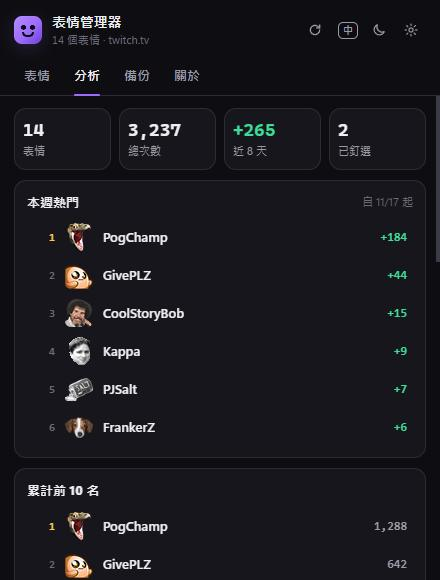 表情管理器
14 個表情 · twitch.tv
中
表情 分析 備份 關於
14
表情
3,237
總次數
+265
近 8 天
2
已釘選
本週熱門 自 11/17 起
1 PogChamp +184
2 GivePLZ +44
3 CoolStoryBob +15
4 Kappa +9
5 PJSalt +7
6 FrankerZ +6
累計前 10 名
1 PogChamp 1,288
2 GivePLZ 642